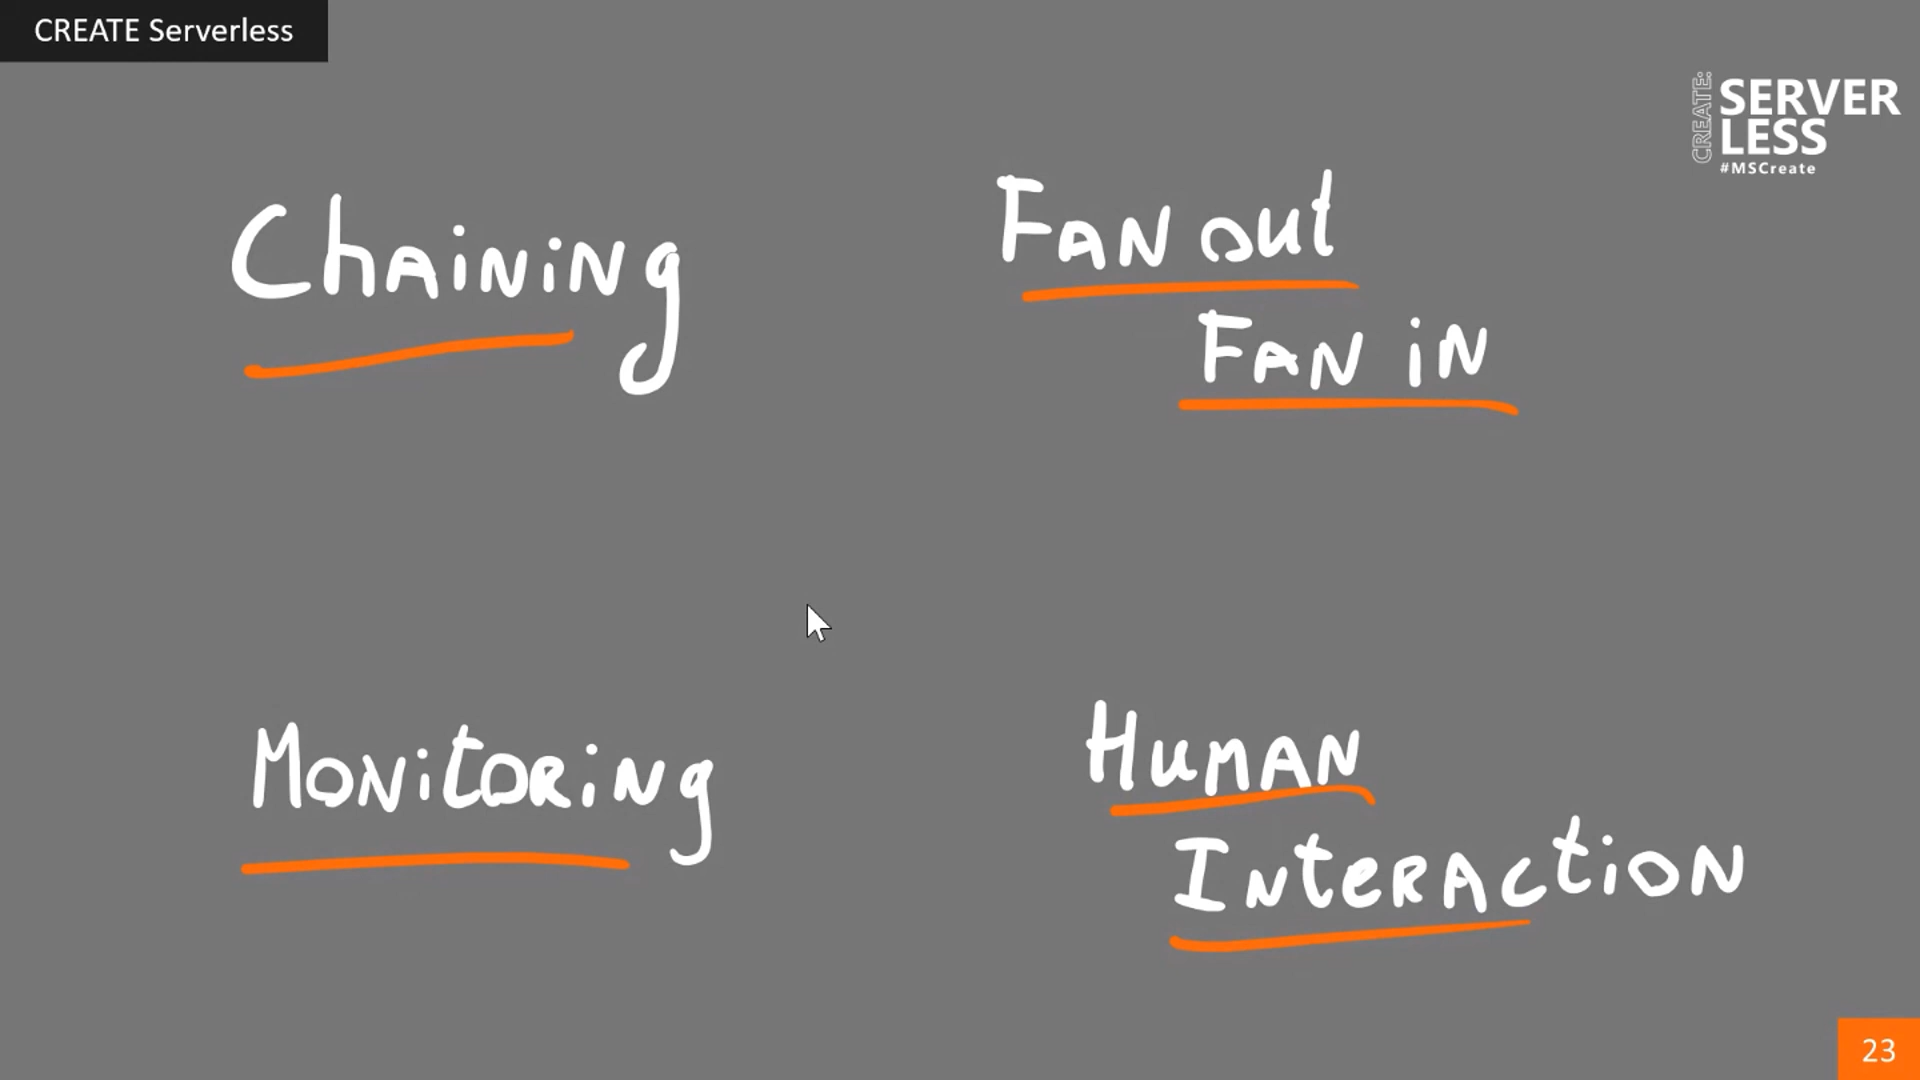 CREATE Serverless
CREATE:
SERVER
LESS
#MSCreate
Chaining
Fan out
Fan in
Monitoring
Human
Interaction
23